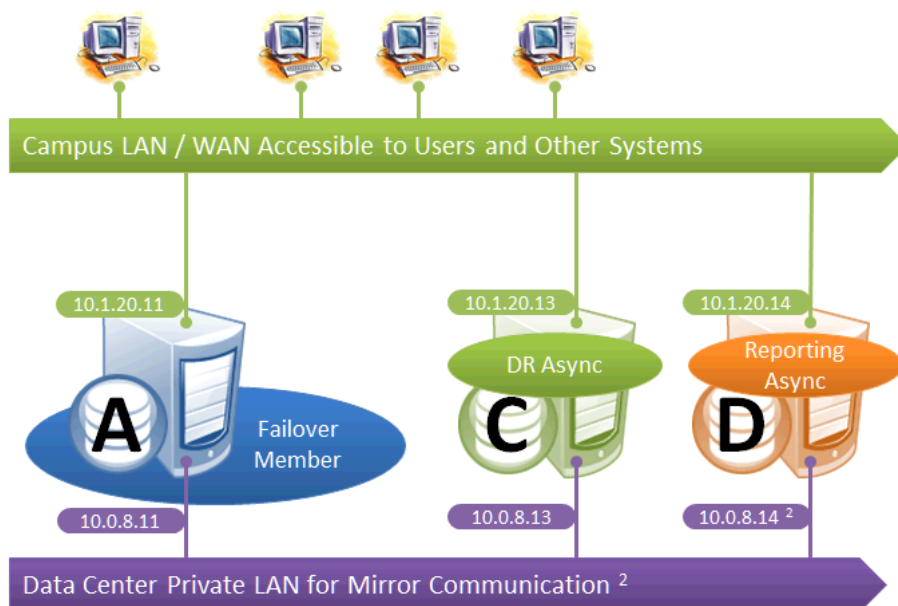 Campus LAN / WAN Accessible to Users and Other Systems
10.1.20.11
10.1.20.13
10.1.20.14
DR Async
Reporting
Async
A
C
D
Failover
Member
10.0.8.11
10.0.8.13
10.0.8.14 ²
Data Center Private LAN for Mirror Communication ²